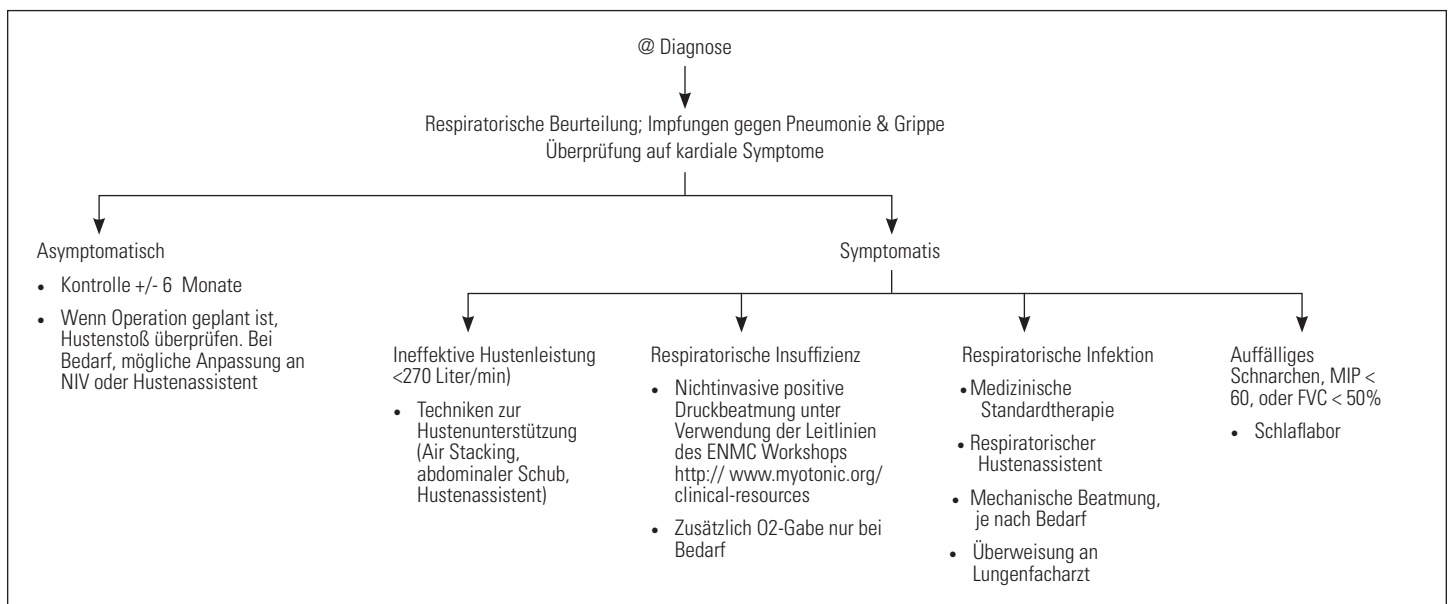 @ Diagnose
Respiratorische Beurteilung; Impfungen gegen Pneumonie & Grippe
Überprüfung auf kardiale Symptome
Asymptomatisch
• Kontrolle +/- 6 Monate
• Wenn Operation geplant ist,
Hustenstoß überprüfen. Bei
Bedarf, mögliche Anpassung an
NIV oder Hustenassistent
Symptomatis
Ineffektive Hustenleistung
<270 Liter/min)
• Techniken zur
Hustenunterstützung
(Air Stacking,
abdominaler Schub,
Hustenassistent)
Respiratorische Insuffizienz
• Nichtinvasive positive
Druckbeatmung unter
Verwendung der Leitlinien
des ENMC Workshops
http:// www.myotonic.org/
clinical-resources
• Zusätzlich O2-Gabe nur bei
Bedarf
Respiratorische Infektion
• Medizinische
Standardtherapie
• Respiratorischer
Hustenassistent
• Mechanische Beatmung,
je nach Bedarf
• Überweisung an
Lungenfacharzt
Auffälliges
Schnarchen, MIP <
60, oder FVC < 50%
• Schlaflabor